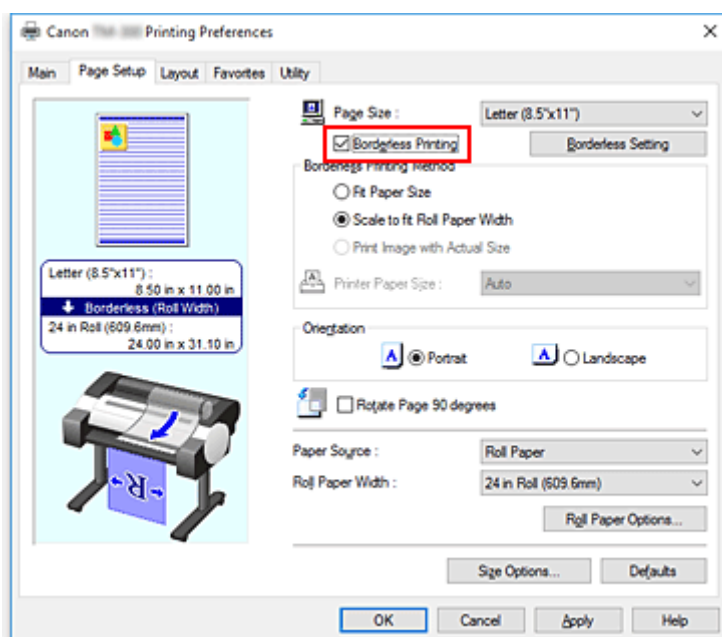 Canon Printing Preferences
Main Page Setup Layout Favorites Utility
Page Size : Letter (8.5"x11")
Borderless Printing Borderless Setting
Borderless Printing Method
Fit Paper Size
Scale to fit Roll Paper Width
Print Image with Actual Size
Printer Paper Size : Auto
Letter (8.5"x11") :
8.50 in x 11.00 in
Borderless (Roll Width)
24 in Roll (609.6mm) :
24.00 in x 31.10 in
Orientation
A Portrait A Landscape
Rotate Page 90 degrees
R
Paper Source : Roll Paper
Roll Paper Width : 24 in Roll (609.6mm)
Roll Paper Options...
Size Options... Defaults
OK Cancel Apply Help